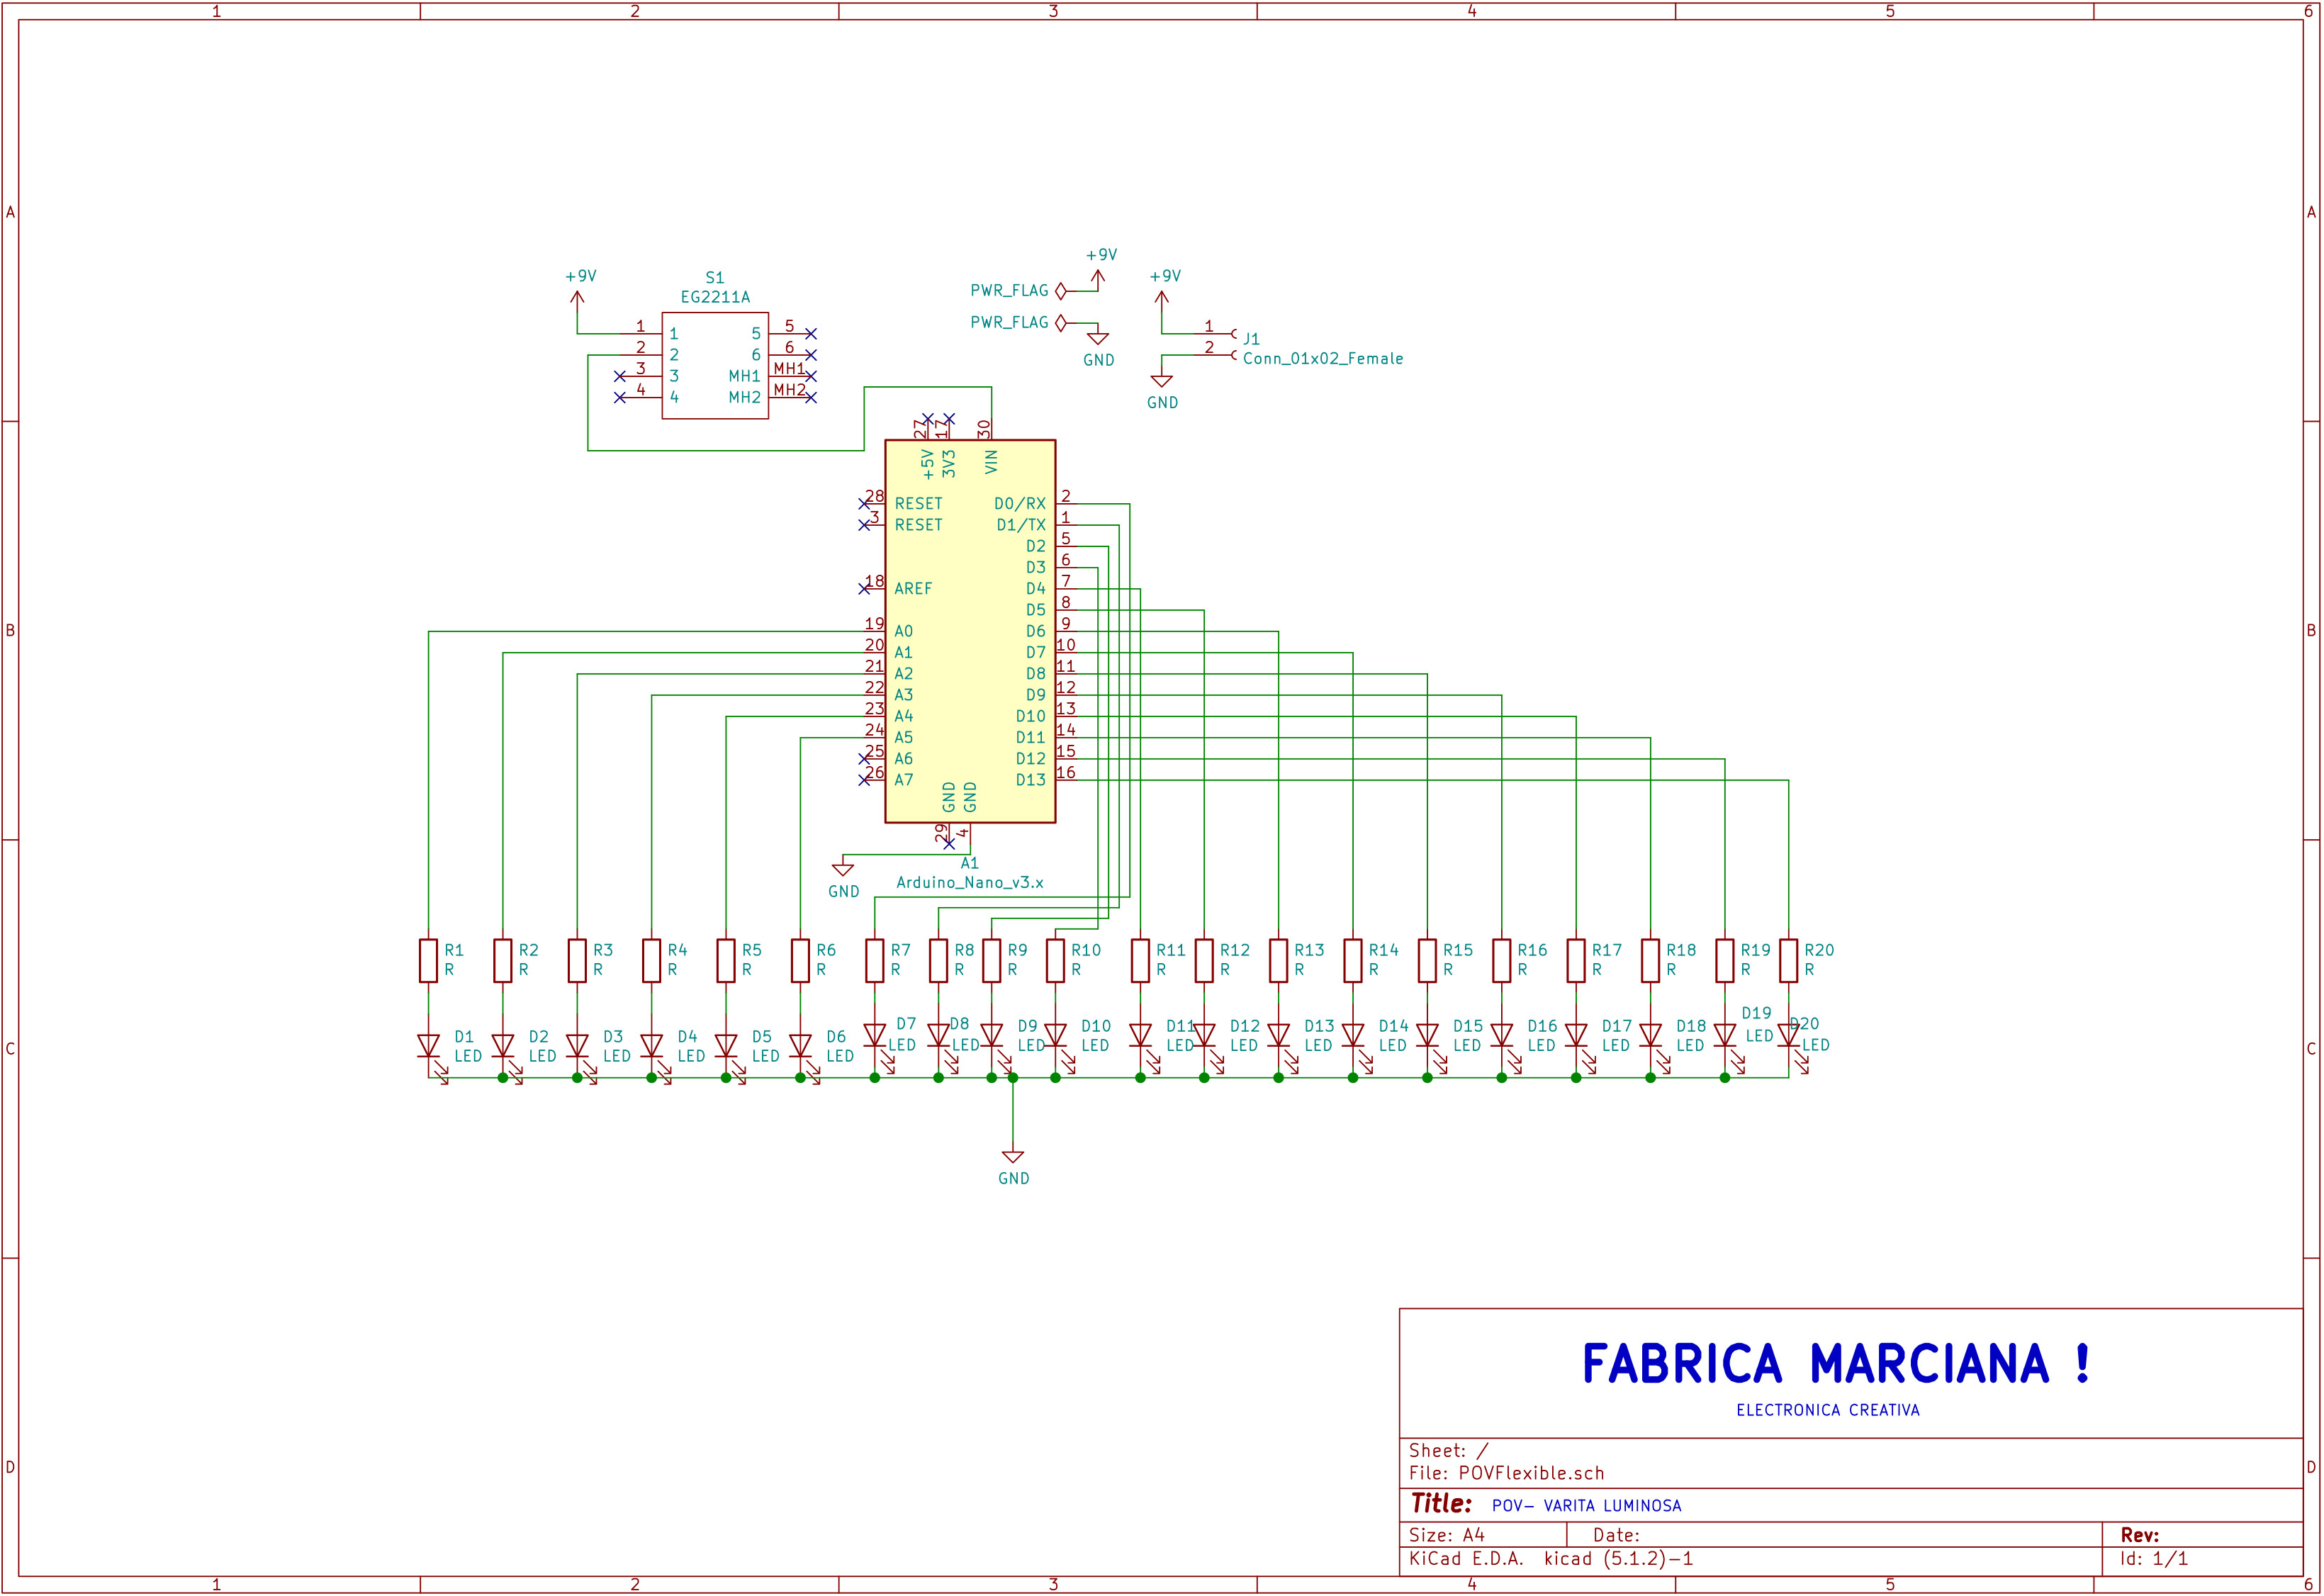 1 2 3 4 5 6
A A
B B
C C
D D
+9V
S1
EG2211A
1 1 5 5
2 2 6 6
3 3 MH1 MH1
4 4 MH2 MH2
+9V
PWR_FLAG
PWR_FLAG
GND
+9V
1
2
J1
Conn_01x02_Female
GND
27 17 30
+5V 3V3 VIN
28 RESET D0/RX 2
3 RESET D1/TX 1
D2 5
D3 6
18 AREF D4 7
D5 8
19 A0 D6 9
20 A1 D7 10
21 A2 D8 11
22 A3 D9 12
23 A4 D10 13
24 A5 D11 14
25 A6 D12 15
26 A7 D13 16
GND GND
29 4
GND
A1
Arduino_Nano_v3.x
R1 R2 R3 R4 R5 R6 R7 R8 R9 R10 R11 R12 R13 R14 R15 R16 R17 R18 R19 R20
R R R R R R R R R R R R R R R R R R R R
D1 D2 D3 D4 D5 D6 D7 D8 D9 D10 D11 D12 D13 D14 D15 D16 D17 D18 D19 D20
LED LED LED LED LED LED LED LED LED LED LED LED LED LED LED LED LED LED LED LED
GND
FABRICA MARCIANA !
ELECTRONICA CREATIVA
Sheet: /
File: POVFlexible.sch
Title: POV- VARITA LUMINOSA
Size: A4 Date: Rev:
KiCad E.D.A. kicad (5.1.2)-1 Id: 1/1
1 2 3 4 5 6